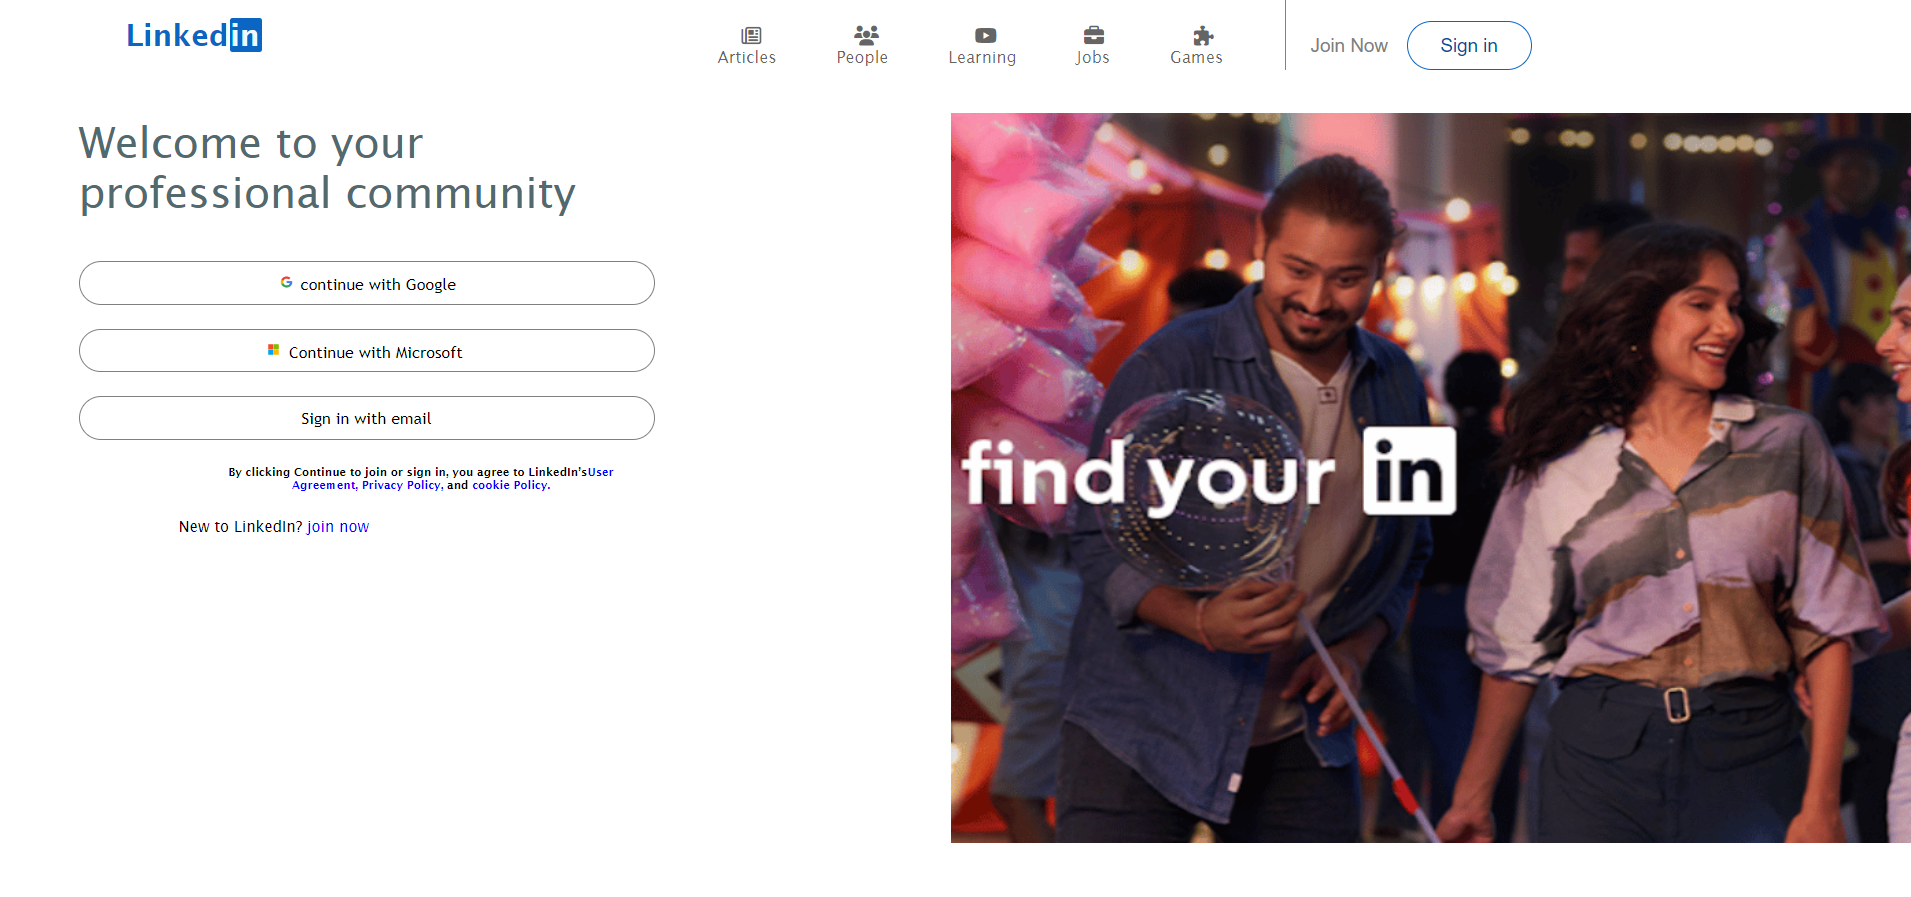 Linkedin
Articles
People
Learning
Jobs
Games
Join Now
Sign in
Welcome to your
professional community
continue with Google
Continue with Microsoft
Sign in with email
By clicking Continue to join or sign in, you agree to LinkedIn’sUser
Agreement, Privacy Policy, and cookie Policy.
New to LinkedIn? join now
find your in